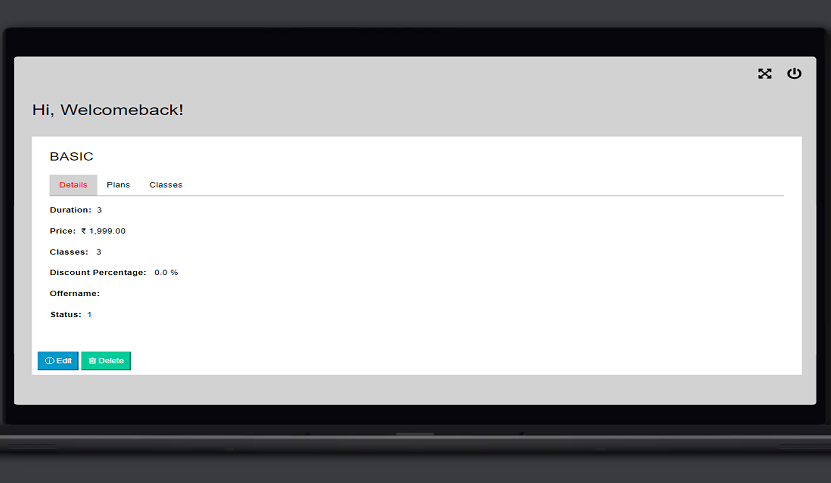 Hi, Welcomeback!
BASIC
Details Plans Classes
Duration: 3
Price: ₹ 1,999.00
Classes: 3
Discount Percentage: 0.0 %
Offername:
Status: 1
Edit Delete